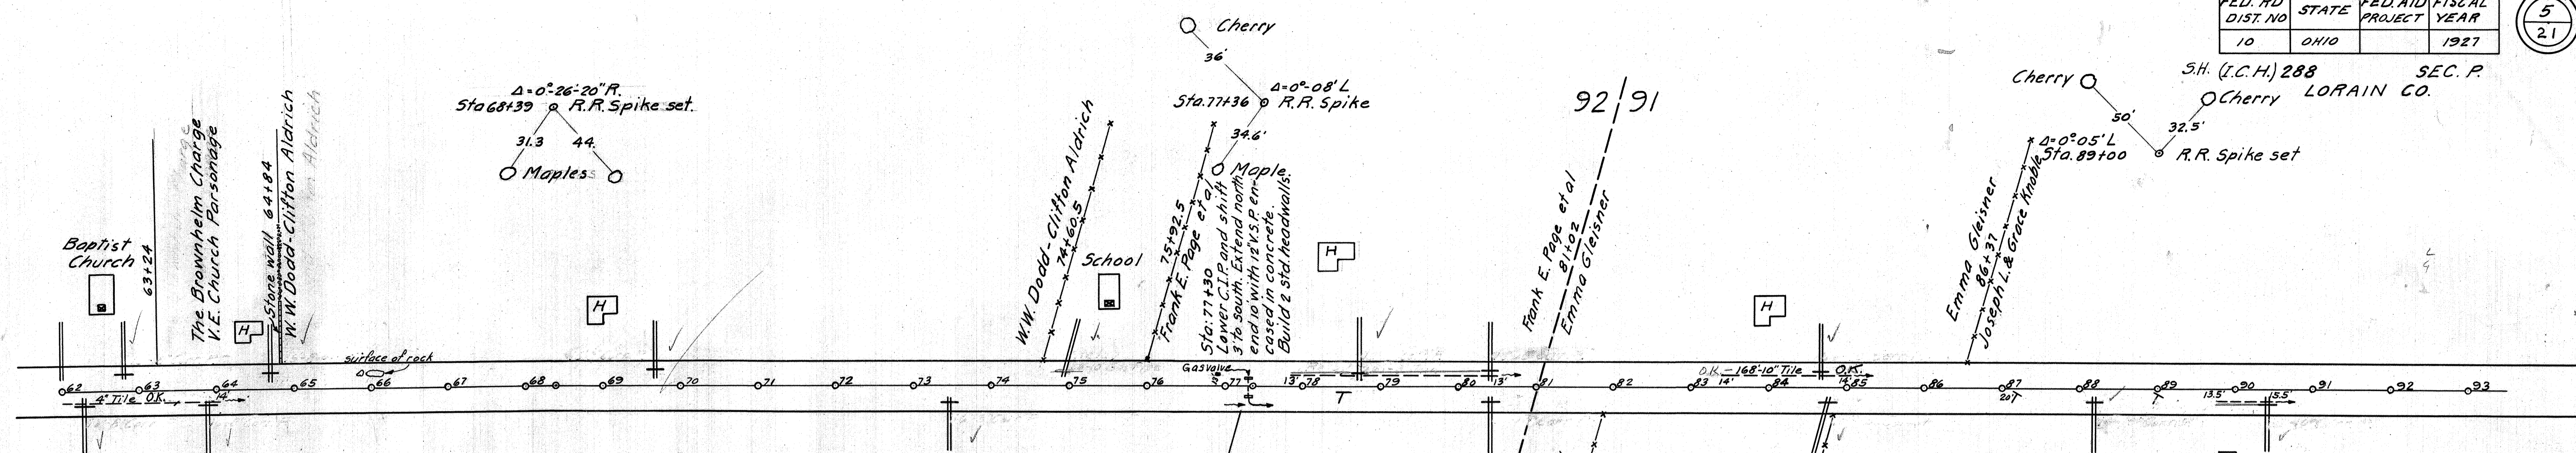 FED. RD
DIST. NO
STATE
FED. AID
PROJECT
FISCAL
YEAR
10
OHIO
1927
5
21
S.H. (I.C.H.) 288
SEC. P.
LORAIN CO.
Cherry
36'
Δ=0°-08' L
Sta. 77+36
R.R. Spike
34.6'
Maple
Δ=0°-26'-20" R.
Sta 68+39
R.R. Spike set.
31.3
44.
Maples
92
91
Cherry
Cherry
50'
32.5'
Δ=0°-05' L
Sta. 89+00
R.R. Spike set
Baptist
Church
63+24
The Brownhelm Charge
V.E. Church Parsonage
Stone wall 64+84
W.W. Dodd-Clifton Aldrich
H
H
W.W. Dodd-Clifton Aldrich
74+60.5
School
75+92.5
Frank E. Page et al
Sta: 77+30
Lower C.I.P. and shift
3' to south. Extend north
end 10' with 12" V.S.P. en-
cased in concrete.
Build 2 std. headwalls.
H
Frank E. Page et al
81+02
Emma Gleisner
H
Emma Gleisner
86+37
Joseph L. & Grace Knoble
surface of rock
Gas valve
O.K. - 168'-10" Tile
O.K.
62
63
64
65
66
67
68
69
70
71
72
73
74
75
76
77
13'
78
79
80
13'
81
82
83
14'
84
14'
85
86
87
88
89
90
91
92
93
4" Tile O.K.
14'
T
20'T
T
13.5'
15.5'